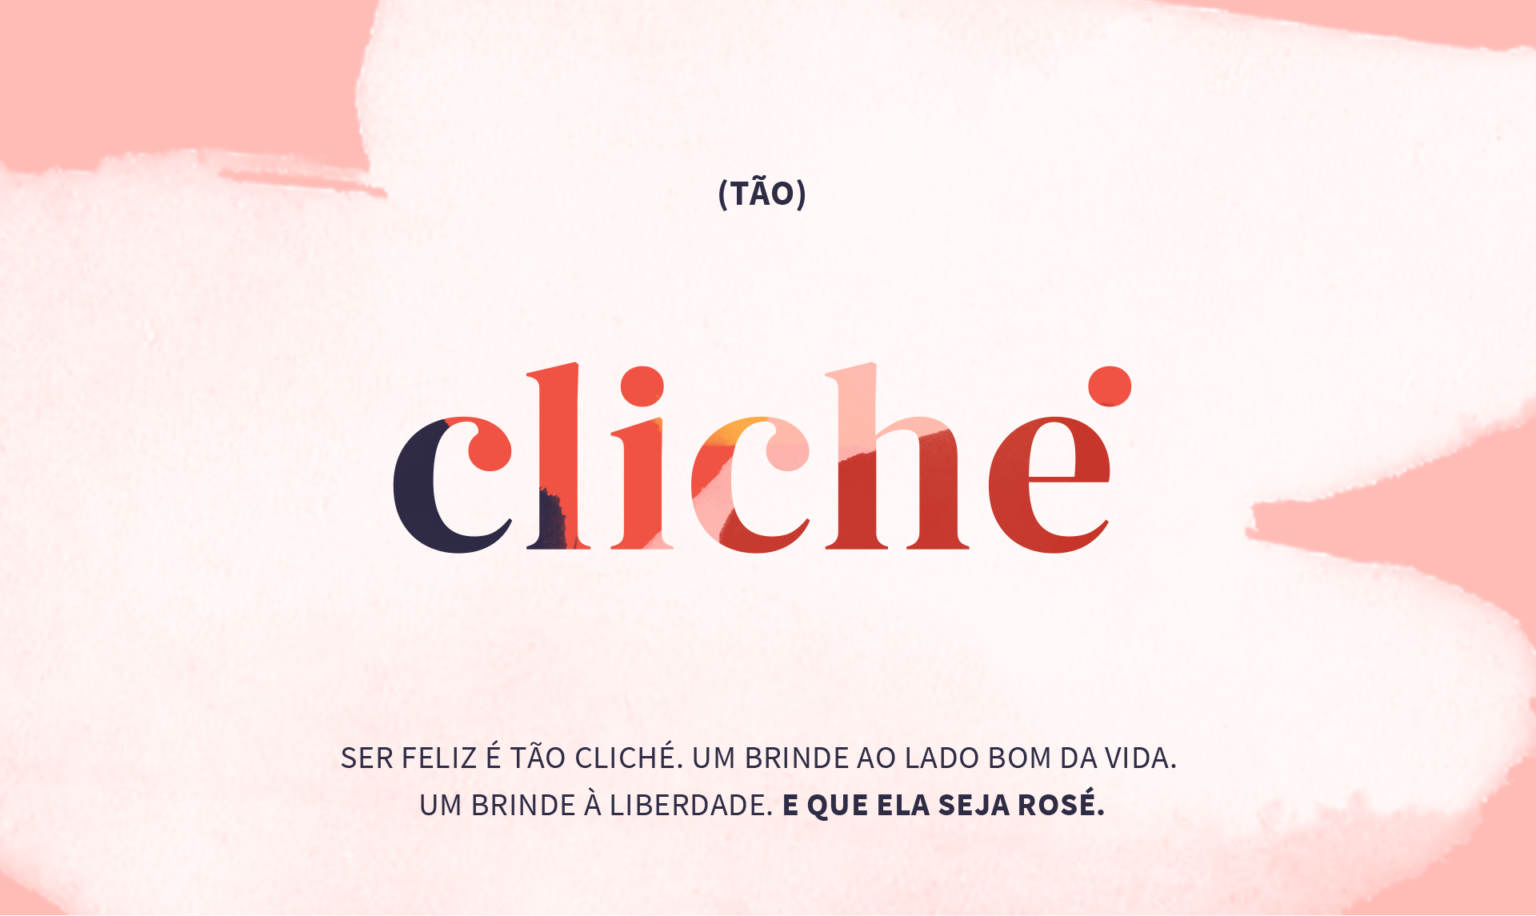 (TÃO)
cliché
SER FELIZ É TÃO CLICHÉ. UM BRINDE AO LADO BOM DA VIDA.
UM BRINDE À LIBERDADE. E QUE ELA SEJA ROSÉ.